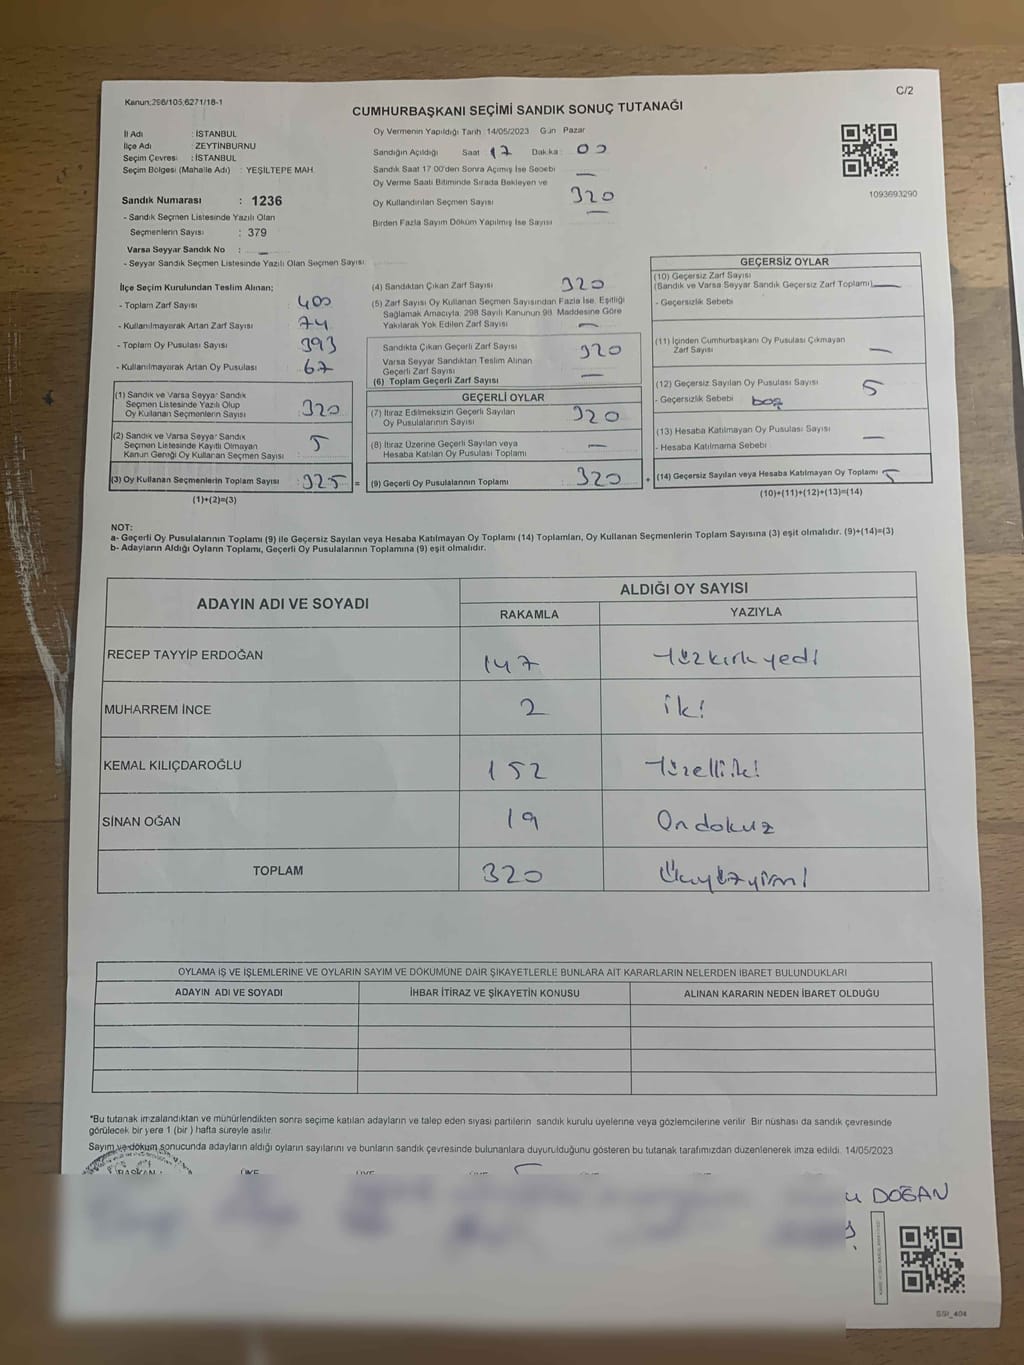 Kanun:298/105,6271/18-1
C/2
CUMHURBAŞKANI SEÇİMİ SANDIK SONUÇ TUTANAĞI
İl Adı : İSTANBUL
İlçe Adı : ZEYTİNBURNU
Seçim Çevresi : İSTANBUL
Seçim Bölgesi (Mahalle Adı) : YEŞİLTEPE MAH.
Sandık Numarası : 1236
- Sandık Seçmen Listesinde Yazılı Olan
Seçmenlerin Sayısı : 379
Varsa Seyyar Sandık No : —
- Seyyar Sandık Seçmen Listesinde Yazılı Olan Seçmen Sayısı
Oy Vermenin Yapıldığı Tarih 14/05/2023 Gün Pazar
Sandığın Açıldığı Saat 17 Dakika 00
Sandık Saat 17 00'den Sonra Açılmış İse Sebebi —
Oy Verme Saati Bitiminde Sırada Bekleyen ve
Oy Kullandırılan Seçmen Sayısı 320
Birden Fazla Sayım Döküm Yapılmış İse Sayısı —
1093693290
İlçe Seçim Kurulundan Teslim Alınan;
- Toplam Zarf Sayısı : 400
- Kullanılmayarak Artan Zarf Sayısı : 74
- Toplam Oy Pusulası Sayısı : 393
- Kullanılmayarak Artan Oy Pusulası : 67
(1) Sandık ve Varsa Seyyar Sandık
Seçmen Listesinde Yazılı Olup
Oy Kullanan Seçmenlerin Sayısı : 320
(2) Sandık ve Varsa Seyyar Sandık
Seçmen Listesinde Kayıtlı Olmayan
Kanun Gereği Oy Kullanan Seçmen Sayısı : 5
(3) Oy Kullanan Seçmenlerin Toplam Sayısı : 325 =
(1)+(2)=(3)
(4) Sandıktan Çıkan Zarf Sayısı 320
(5) Zarf Sayısı Oy Kullanan Seçmen Sayısından Fazla İse, Eşitliği
Sağlamak Amacıyla, 298 Sayılı Kanunun 98. Maddesine Göre
Yakılarak Yok Edilen Zarf Sayısı —
Sandıkta Çıkan Geçerli Zarf Sayısı 320
Varsa Seyyar Sandıktan Teslim Alınan
Geçerli Zarf Sayısı —
(6) Toplam Geçerli Zarf Sayısı
GEÇERLİ OYLAR
(7) İtiraz Edilmeksizin Geçerli Sayılan
Oy Pusulalarının Sayısı 320
(8) İtiraz Üzerine Geçerli Sayılan veya
Hesaba Katılan Oy Pusulası Toplamı —
(9) Geçerli Oy Pusulalarının Toplamı : 320 +
GEÇERSİZ OYLAR
(10) Geçersiz Zarf Sayısı
(Sandık ve Varsa Seyyar Sandık Geçersiz Zarf Toplamı) —
- Geçersizlik Sebebi
(11) İçinden Cumhurbaşkanı Oy Pusulası Çıkmayan
Zarf Sayısı —
(12) Geçersiz Sayılan Oy Pusulası Sayısı 5
- Geçersizlik Sebebi boş
(13) Hesaba Katılmayan Oy Pusulası Sayısı —
- Hesaba Katılmama Sebebi
(14) Geçersiz Sayılan veya Hesaba Katılmayan Oy Toplamı 5
(10)+(11)+(12)+(13)=(14)
NOT:
a- Geçerli Oy Pusulalarının Toplamı (9) ile Geçersiz Sayılan veya Hesaba Katılmayan Oy Toplamı (14) Toplamları, Oy Kullanan Seçmenlerin Toplam Sayısına (3) eşit olmalıdır. (9)+(14)=(3)
b- Adayların Aldığı Oyların Toplamı, Geçerli Oy Pusulalarının Toplamına (9) eşit olmalıdır.
ADAYIN ADI VE SOYADI ALDIĞI OY SAYISI
RAKAMLA YAZIYLA
RECEP TAYYİP ERDOĞAN 147 Yüzkırkyedi
MUHARREM İNCE 2 iki
KEMAL KILIÇDAROĞLU 152 Yüzelliiki
SİNAN OĞAN 19 Ondokuz
TOPLAM 320 Üçyüzyirmi
OYLAMA İŞ VE İŞLEMLERİNE VE OYLARIN SAYIM VE DÖKÜMÜNE DAİR ŞİKAYETLERLE BUNLARA AİT KARARLARIN NELERDEN İBARET BULUNDUKLARI
ADAYIN ADI VE SOYADI İHBAR İTİRAZ VE ŞİKAYETİN KONUSU ALINAN KARARIN NEDEN İBARET OLDUĞU
*Bu tutanak imzalandıktan ve mühürlendikten sonra seçime katılan adayların ve talep eden siyasi partilerin sandık kurulu üyelerine veya gözlemcilerine verilir. Bir nüshası da sandık çevresinde
görülecek bir yere 1 (bir ) hafta süreyle asılır.
Sayım ve döküm sonucunda adayların aldığı oyların sayılarını ve bunların sandık çevresinde bulunanlara duyurulduğunu gösteren bu tutanak tarafımızdan düzenlenerek imza edildi. 14/05/2023
BAŞKAN ÜYE ÜYE
DOĞAN
SSI_404